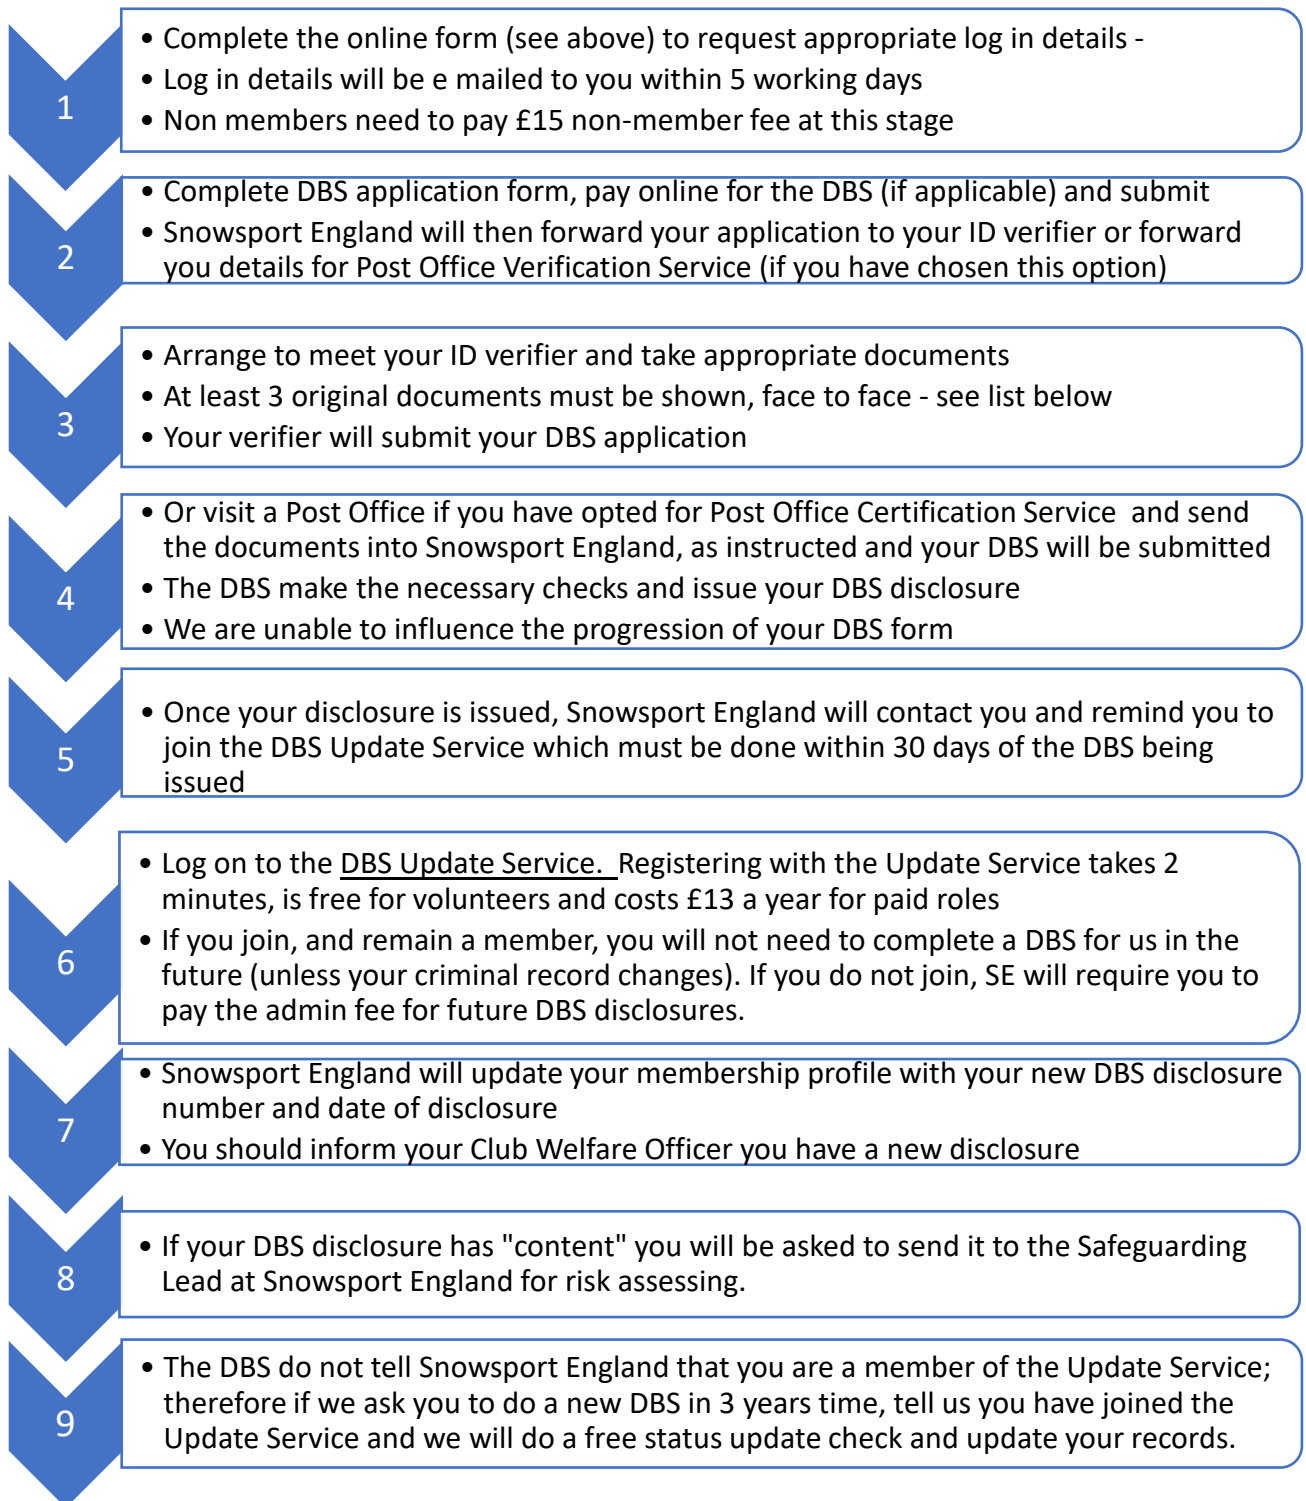 1
• Complete the online form (see above) to request appropriate log in details -
• Log in details will be e mailed to you within 5 working days
• Non members need to pay £15 non-member fee at this stage
2
• Complete DBS application form, pay online for the DBS (if applicable) and submit
• Snowsport England will then forward your application to your ID verifier or forward
you details for Post Office Verification Service (if you have chosen this option)
3
• Arrange to meet your ID verifier and take appropriate documents
• At least 3 original documents must be shown, face to face - see list below
• Your verifier will submit your DBS application
4
• Or visit a Post Office if you have opted for Post Office Certification Service  and send
the documents into Snowsport England, as instructed and your DBS will be submitted
• The DBS make the necessary checks and issue your DBS disclosure
• We are unable to influence the progression of your DBS form
5
• Once your disclosure is issued, Snowsport England will contact you and remind you to
join the DBS Update Service which must be done within 30 days of the DBS being
issued
6
• Log on to the DBS Update Service.  Registering with the Update Service takes 2
minutes, is free for volunteers and costs £13 a year for paid roles
• If you join, and remain a member, you will not need to complete a DBS for us in the
future (unless your criminal record changes). If you do not join, SE will require you to
pay the admin fee for future DBS disclosures.
7
• Snowsport England will update your membership profile with your new DBS disclosure
number and date of disclosure
• You should inform your Club Welfare Officer you have a new disclosure
8
• If your DBS disclosure has "content" you will be asked to send it to the Safeguarding
Lead at Snowsport England for risk assessing.
9
• The DBS do not tell Snowsport England that you are a member of the Update Service;
therefore if we ask you to do a new DBS in 3 years time, tell us you have joined the
Update Service and we will do a free status update check and update your records.